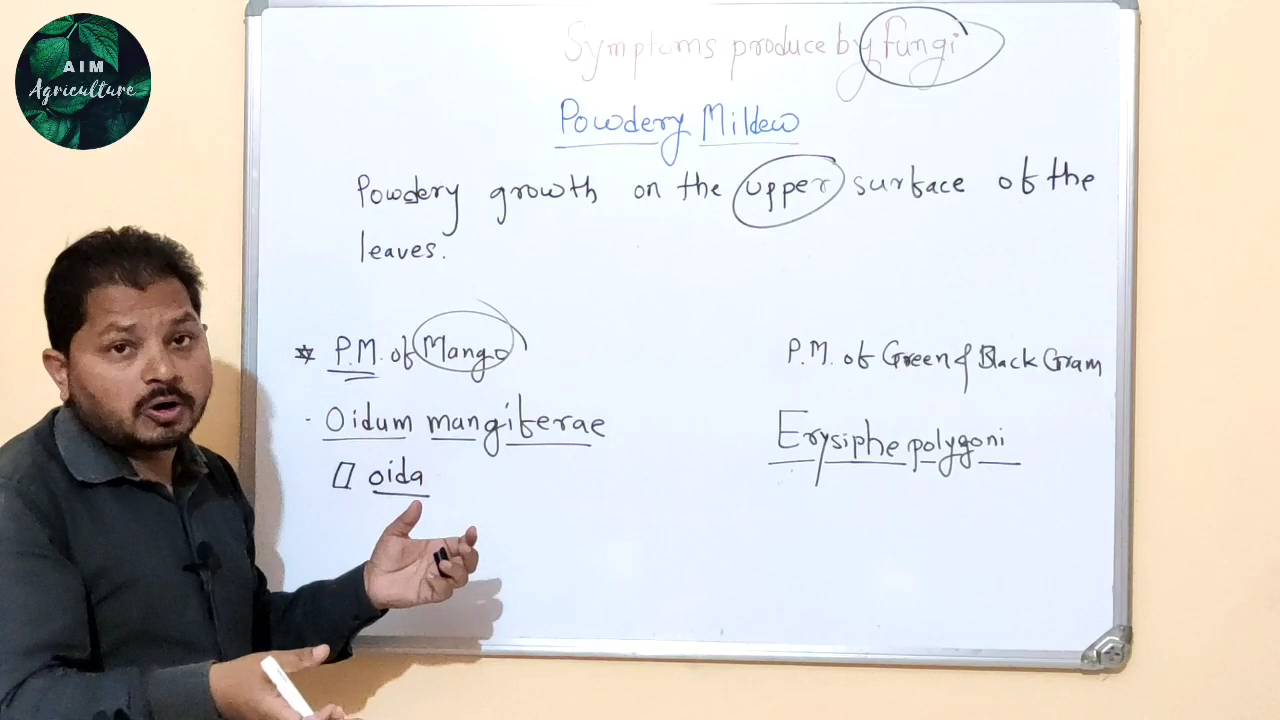 AIM
Agriculture
Symptoms produce by fungi
Powdery Mildew
Powdery growth on the upper surface of the
leaves.
* P.M. of Mango
· Oidum mangiferae
oida
P.M. of Green & Black Gram
Erysiphe polygoni